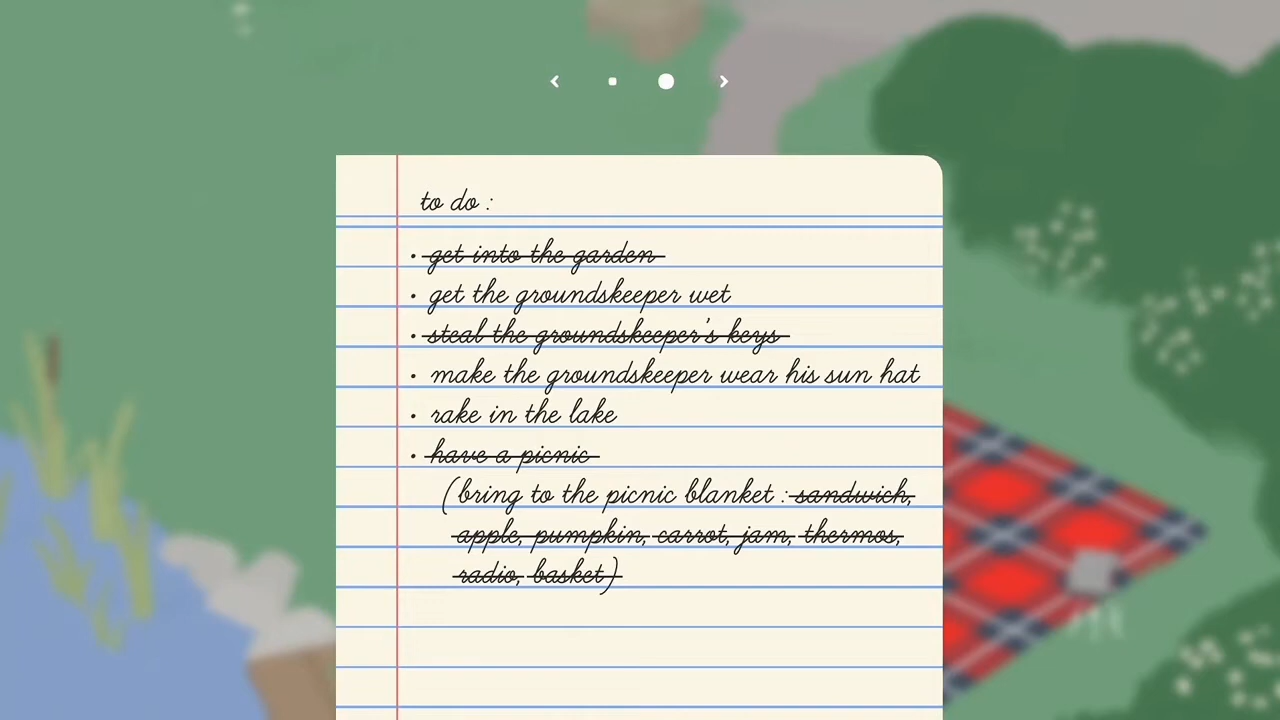 to do :
• get into the garden
• get the groundskeeper wet
• steal the groundskeeper's keys
• make the groundskeeper wear his sun hat
• rake in the lake
• have a picnic
(bring to the picnic blanket : sandwich,
apple, pumpkin, carrot, jam, thermos,
radio, basket)